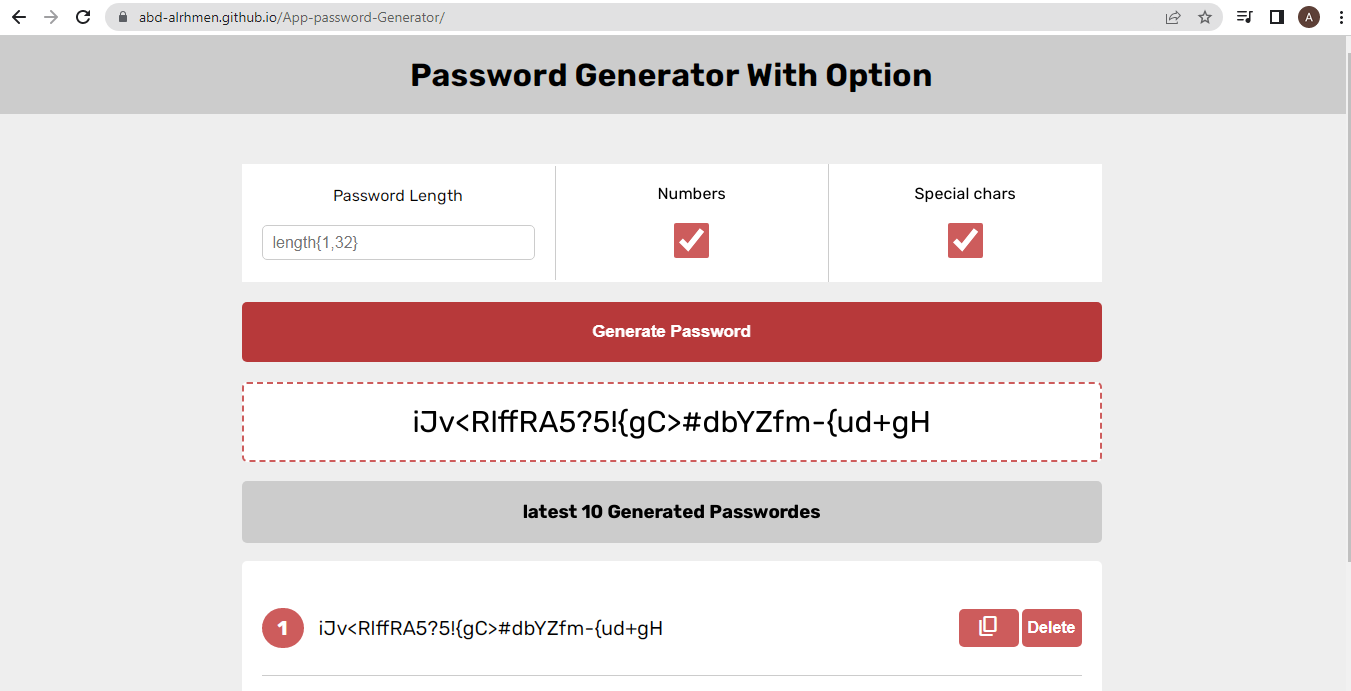 abd-alrhmen.github.io/App-password-Generator/
A
Password Generator With Option
Password Length
Numbers
Special chars
length{1,32}
Generate Password
iJv<RlffRA5?5!{gC>#dbYZfm-{ud+gH
latest 10 Generated Passwordes
1 iJv<RlffRA5?5!{gC>#dbYZfm-{ud+gH Delete